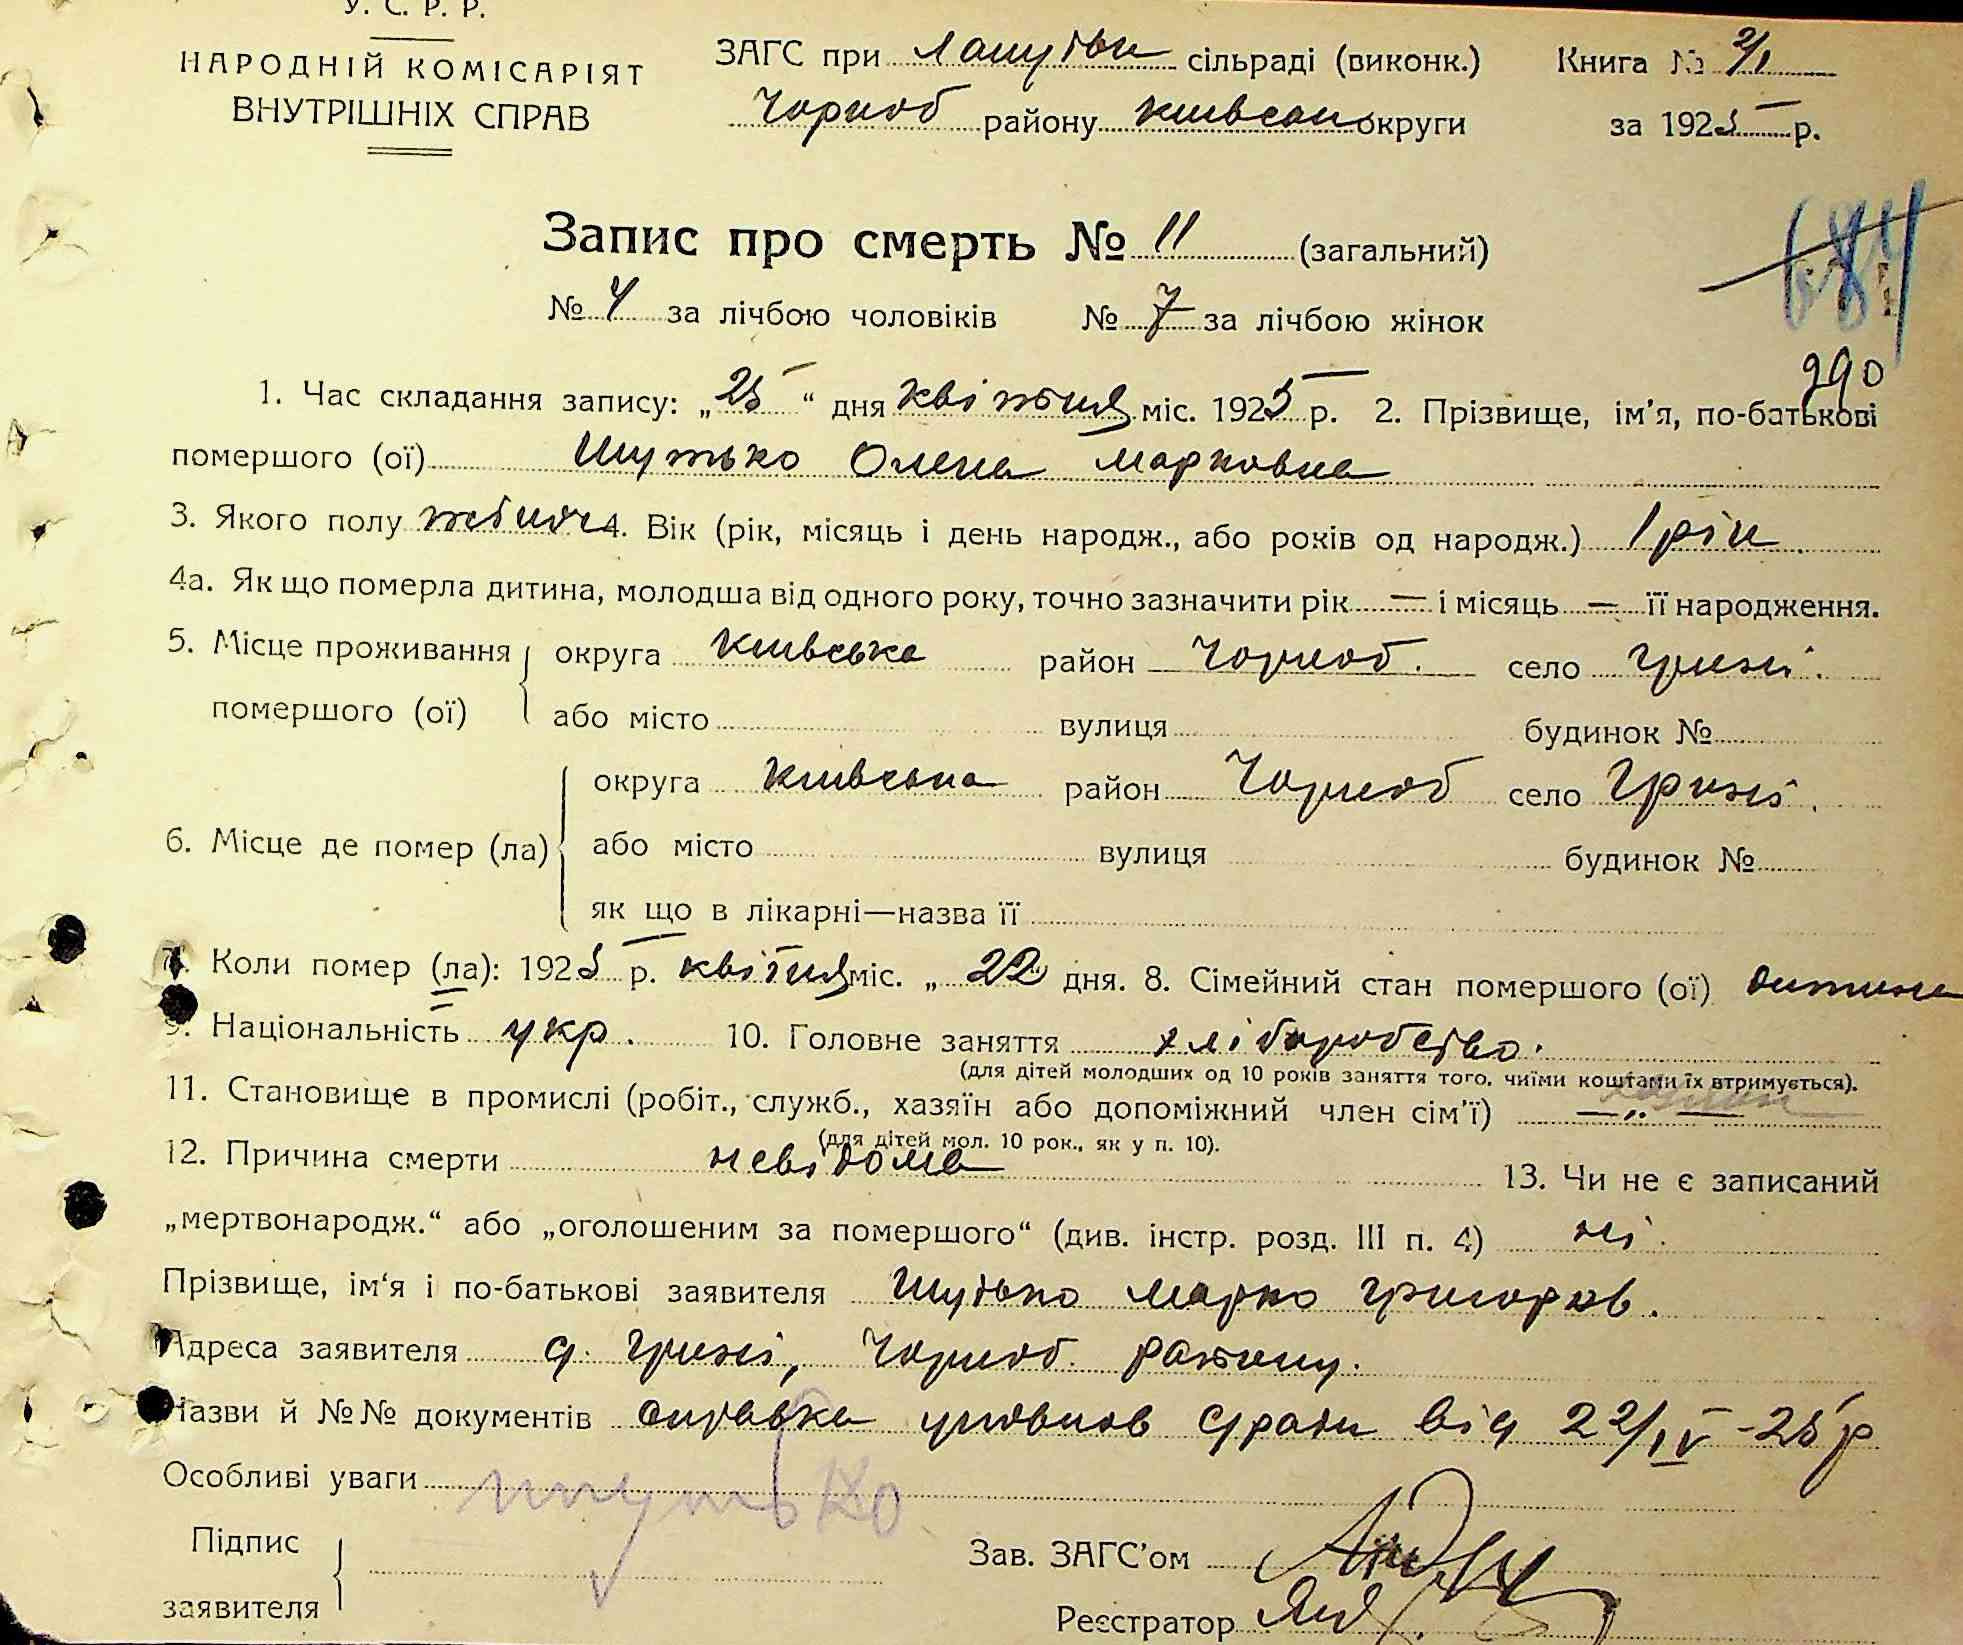 У. С. Р. Р.
НАРОДНІЙ КОМІСАРІЯТ
ВНУТРІШНІХ СПРАВ
ЗАГС при сільраді (виконк.)
Чорноб району Київської округи
Книга № 2/1
за 1925 р.
Запис про смерть № 11 (загальний)
№ 4 за лічбою чоловіків № 7 за лічбою жінок
684
290
1. Час складання запису: „25“ дня квітня міс. 1925 р. 2. Прізвище, ім’я, по-батькові
помершого (ої) Шутько Олена Марковна
3. Якого полу жіноч 4. Вік (рік, місяць і день народж., або років од народж.) 1 рік
4а. Як що померла дитина, молодша від одного року, точно зазначити рік — і місяць — її народження.
5. Місце проживання помершого (ої) округа Київська район Чорноб. село
або місто вулиця будинок №
6. Місце де помер (ла) округа Київська район Чорноб село
або місто вулиця будинок №
як що в лікарні—назва її
7. Коли помер (ла): 1925 р. квітня міс. „22 дня. 8. Сімейний стан помершого (ої) дитина
9. Національність укр. 10. Головне заняття хліборобство.
(для дітей молодших од 10 років заняття того, чиїми коштами їх втримується).
11. Становище в промислі (робіт., служб., хазяїн або допоміжний член сім’ї) — „ —
(для дітей мол. 10 рок., як у п. 10).
12. Причина смерти невідома 13. Чи не є записаний
„мертвонародж.“ або „оголошеним за помершого“ (див. інстр. розд. III п. 4) ні.
Прізвище, ім‘я і по-батькові заявителя Шутько Марко Григоров.
Адреса заявителя Чорноб. району.
Назви й №№ документів справка від 22/IV-25 р
Особливі уваги Шутько
Підпис
заявителя
Зав. ЗАГС’ом
Реєстратор